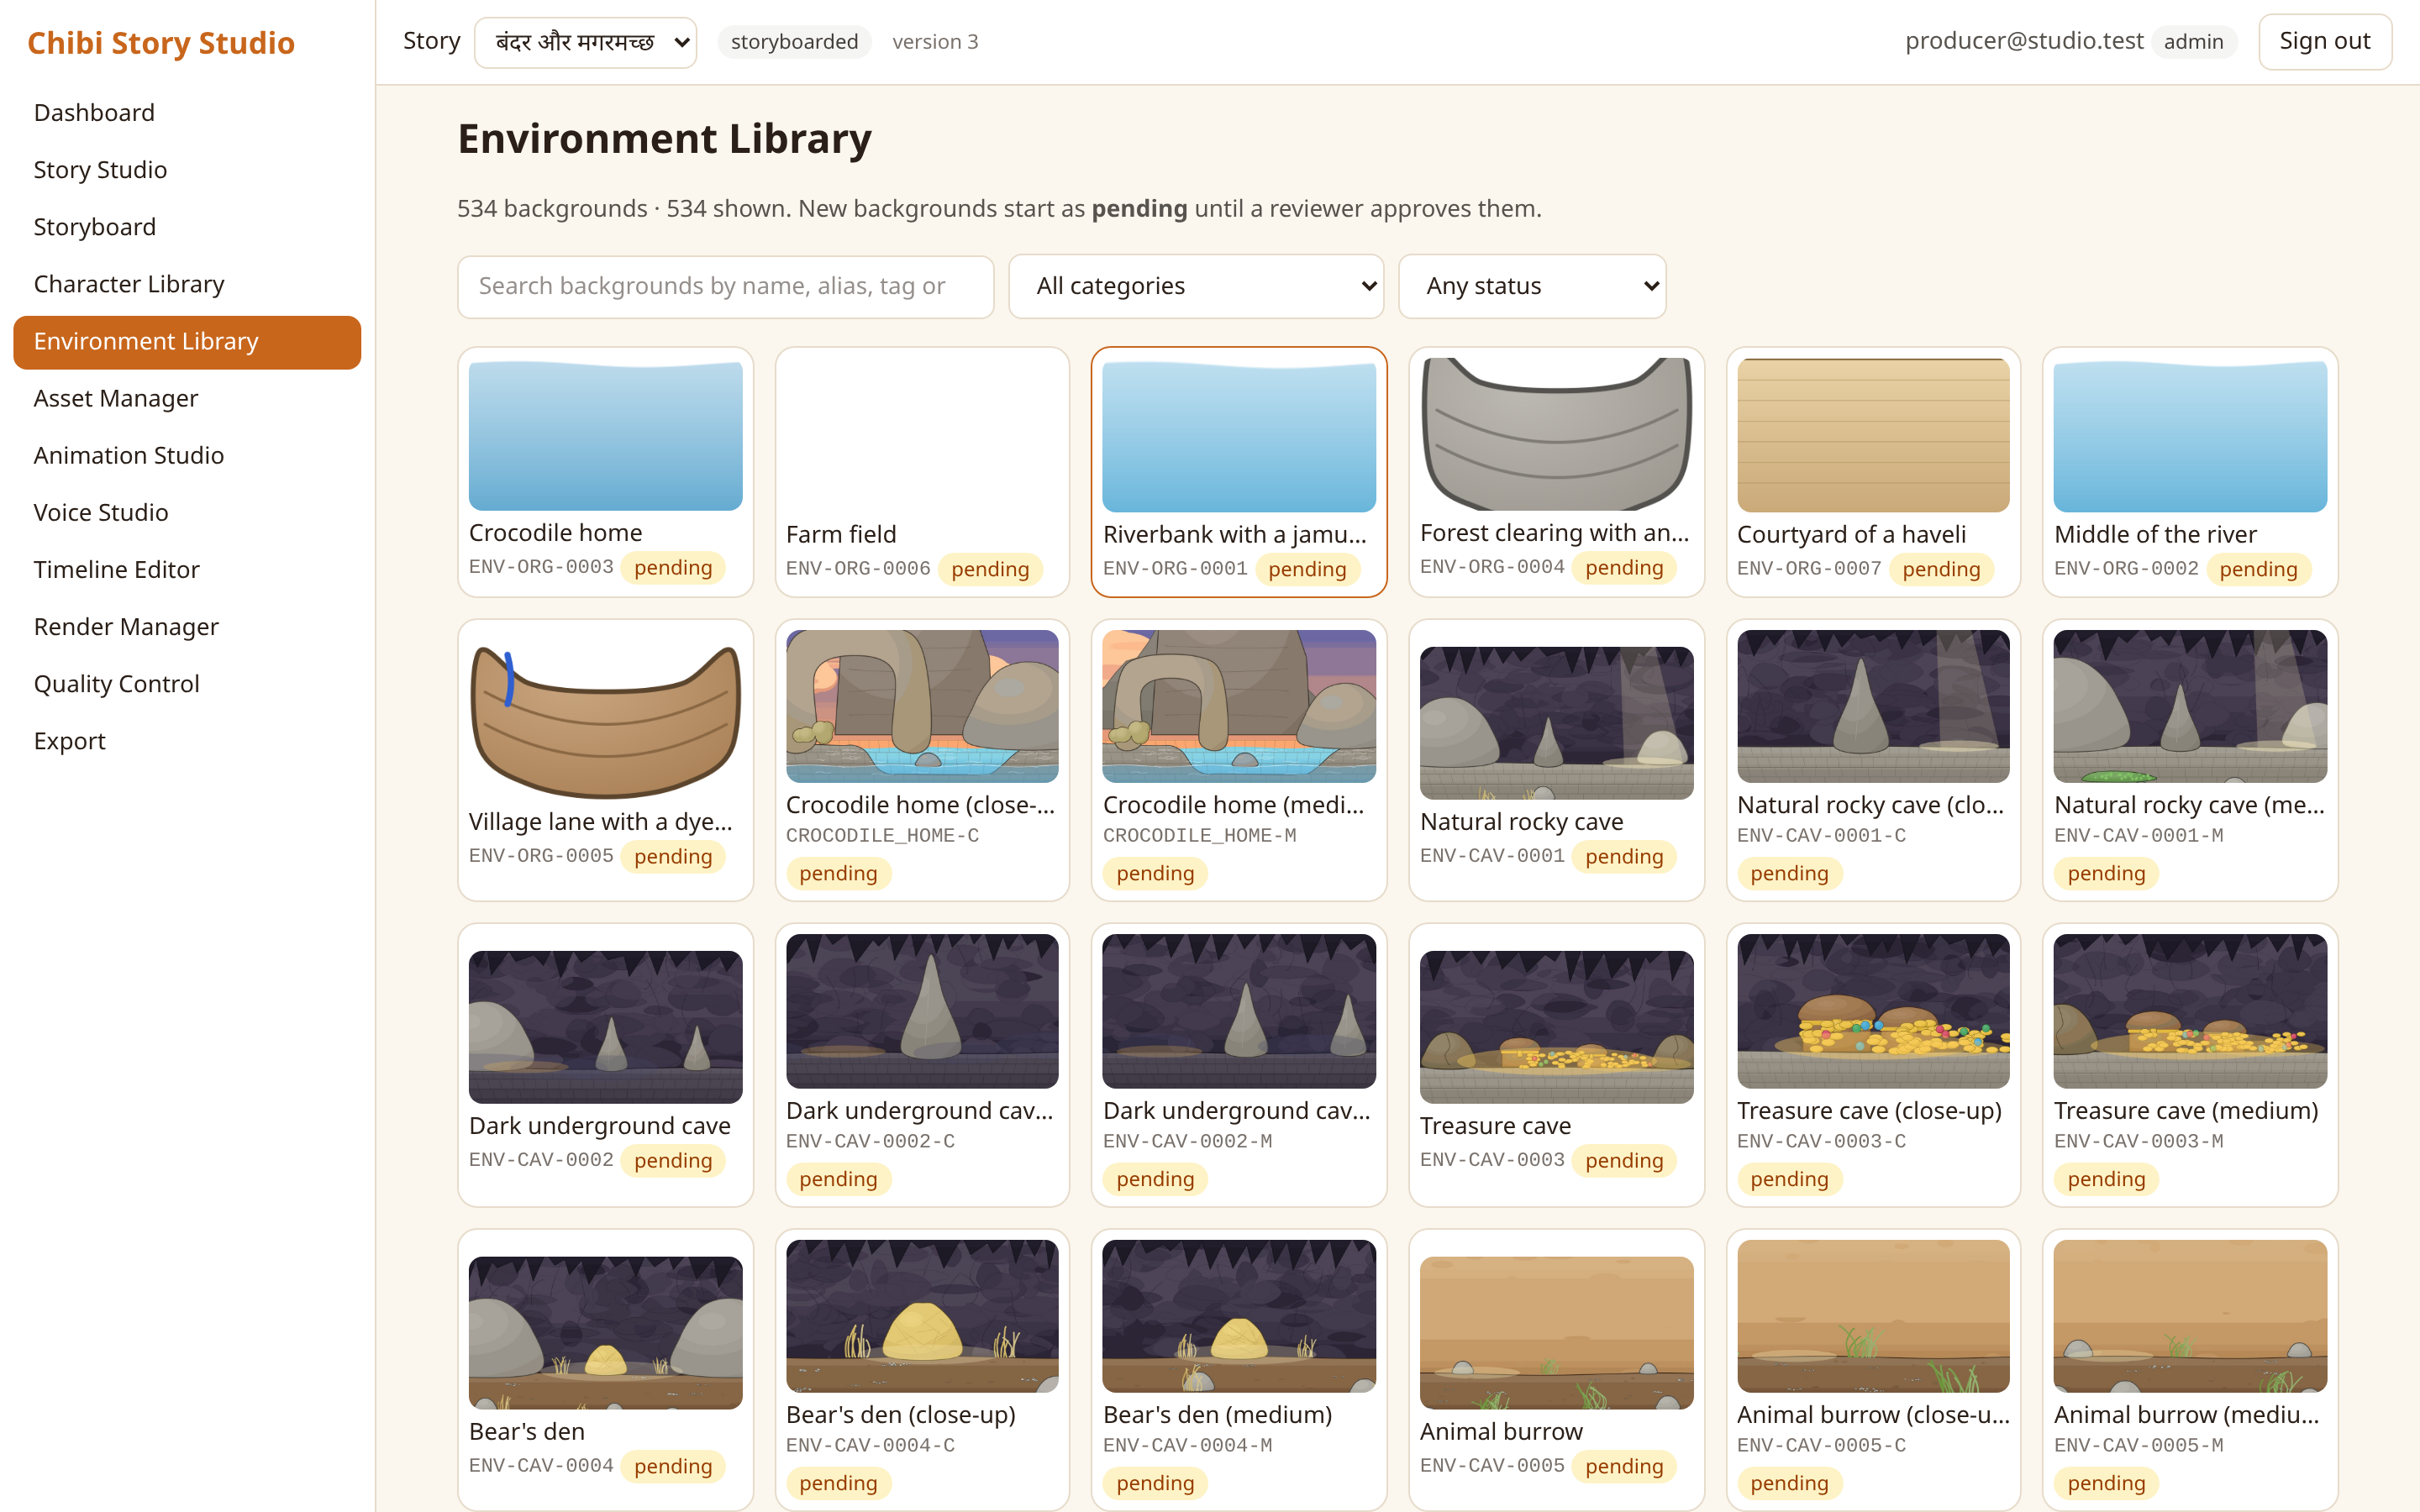 Chibi Story Studio
Dashboard
Story Studio
Storyboard
Character Library
Environment Library
Asset Manager
Animation Studio
Voice Studio
Timeline Editor
Render Manager
Quality Control
Export
Story बंदर और मगरमच्छ storyboarded version 3 producer@studio.test admin Sign out
Environment Library
534 backgrounds · 534 shown. New backgrounds start as pending until a reviewer approves them.
Search backgrounds by name, alias, tag or All categories Any status
Crocodile home
ENV-ORG-0003 pending
Farm field
ENV-ORG-0006 pending
Riverbank with a jamu...
ENV-ORG-0001 pending
Forest clearing with an...
ENV-ORG-0004 pending
Courtyard of a haveli
ENV-ORG-0007 pending
Middle of the river
ENV-ORG-0002 pending
Village lane with a dye...
ENV-ORG-0005 pending
Crocodile home (close-...
CROCODILE_HOME-C
pending
Crocodile home (medi...
CROCODILE_HOME-M
pending
Natural rocky cave
ENV-CAV-0001 pending
Natural rocky cave (clo...
ENV-CAV-0001-C
pending
Natural rocky cave (me...
ENV-CAV-0001-M
pending
Dark underground cave
ENV-CAV-0002 pending
Dark underground cav...
ENV-CAV-0002-C
pending
Dark underground cav...
ENV-CAV-0002-M
pending
Treasure cave
ENV-CAV-0003 pending
Treasure cave (close-up)
ENV-CAV-0003-C
pending
Treasure cave (medium)
ENV-CAV-0003-M
pending
Bear's den
ENV-CAV-0004 pending
Bear's den (close-up)
ENV-CAV-0004-C
pending
Bear's den (medium)
ENV-CAV-0004-M
pending
Animal burrow
ENV-CAV-0005 pending
Animal burrow (close-u...
ENV-CAV-0005-C
pending
Animal burrow (mediu...
ENV-CAV-0005-M
pending